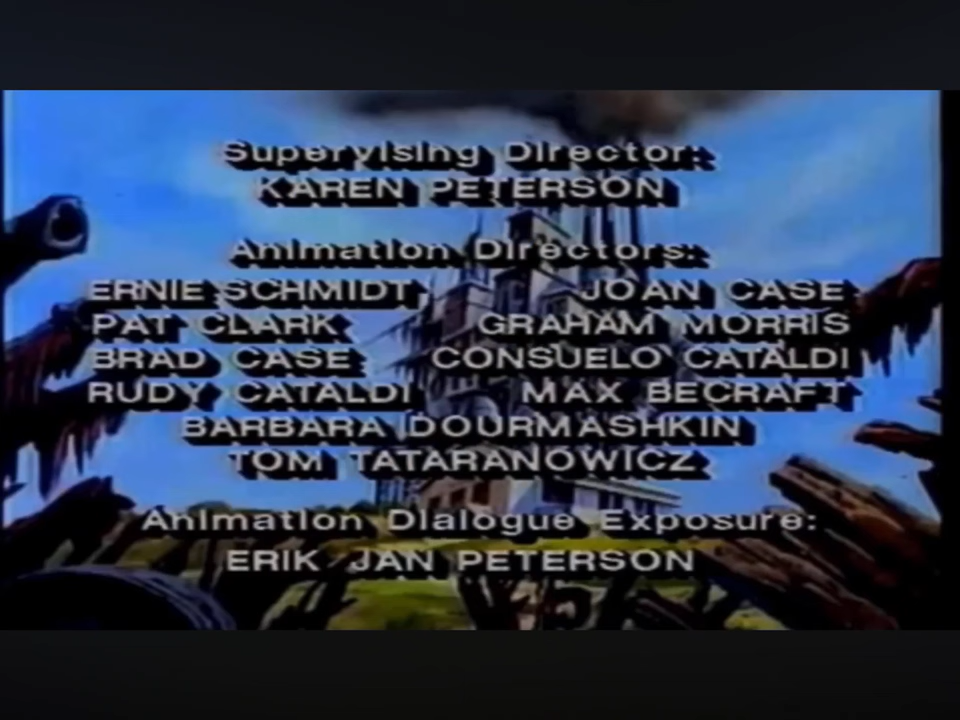 Supervising Director:
KAREN PETERSON
Animation Directors:
ERNIE SCHMIDT JOAN CASE
PAT CLARK GRAHAM MORRIS
BRAD CASE CONSUELO CATALDI
RUDY CATALDI MAX BECRAFT
BARBARA DOURMASHKIN
TOM TATARANOWICZ
Animation Dialogue Exposure:
ERIK JAN PETERSON